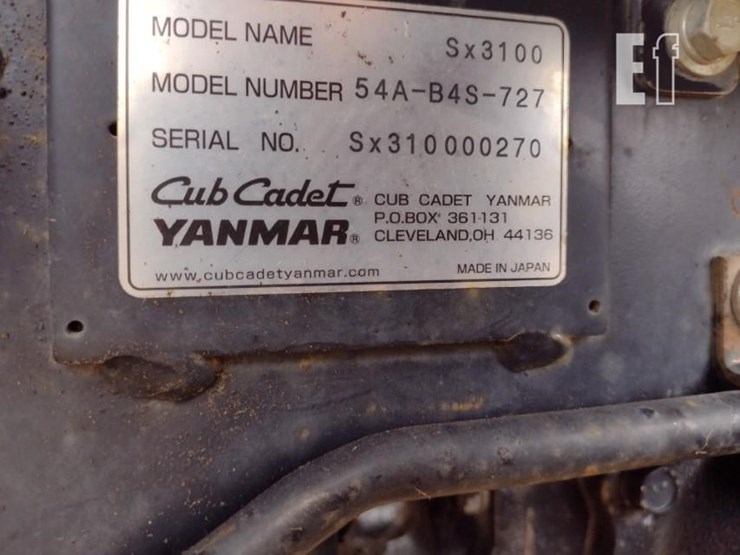 MODEL NAME Sx3100
MODEL NUMBER 54A-B4S-727
SERIAL NO. Sx310000270
Cub Cadet® CUB CADET YANMAR
P.O.BOX 361131
YANMAR® CLEVELAND,OH 44136
www.cubcadetyanmar.com MADE IN JAPAN
Ef